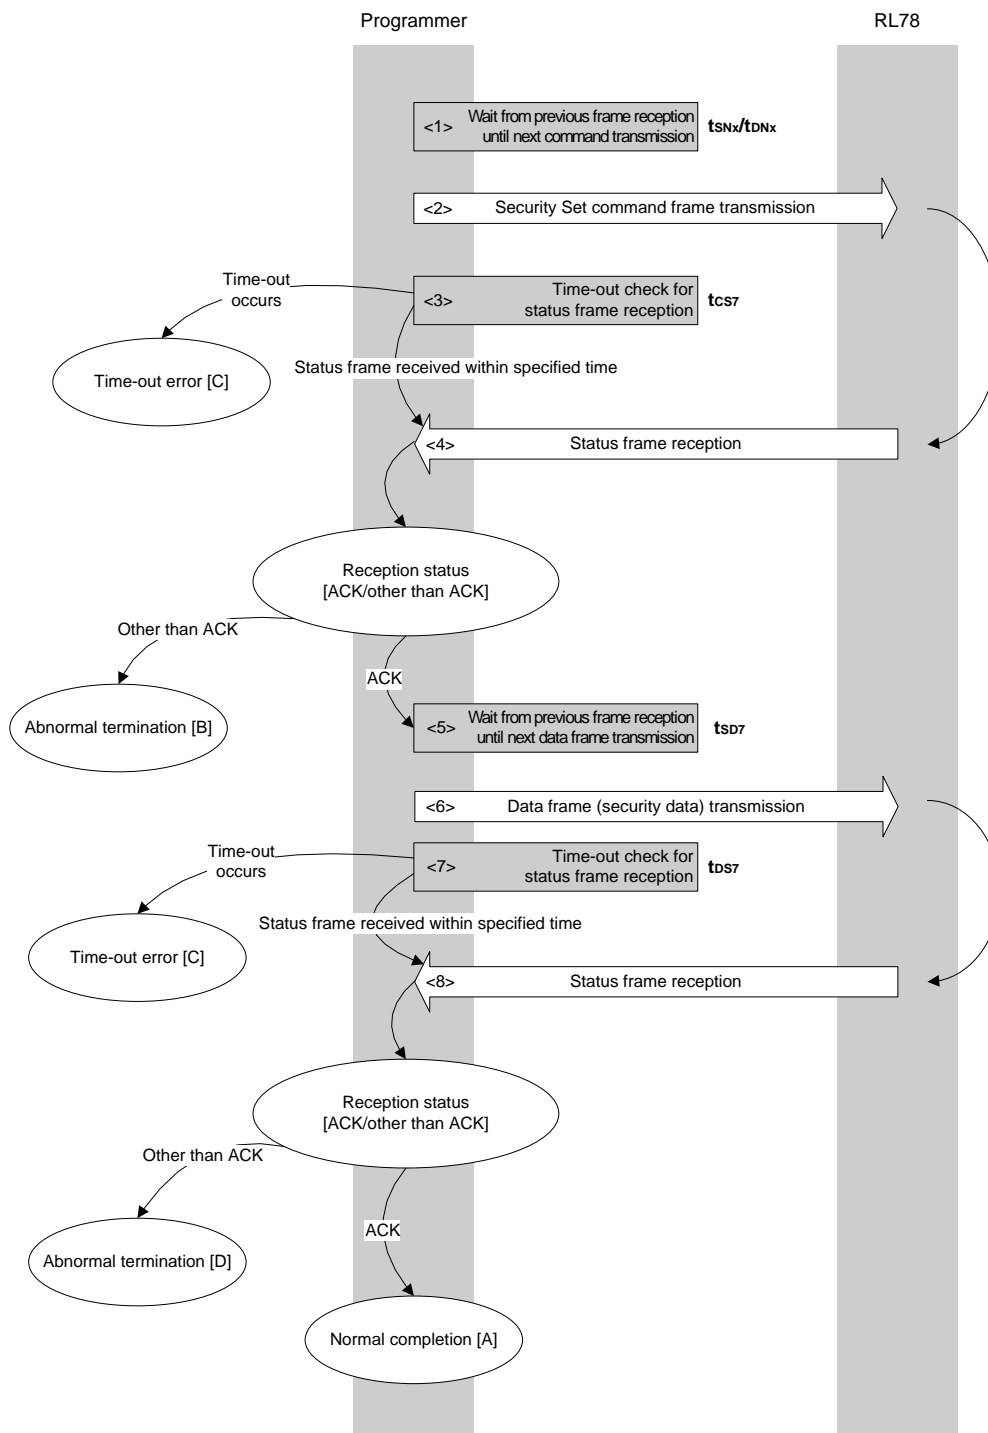 Programmer
RL78
<1>
Wait from previous frame reception
until next command transmission
tSNx/tDNx
<2>
Security Set command frame transmission
Time-out
occurs
<3>
Time-out check for
status frame reception
tCS7
Time-out error [C]
Status frame received within specified time
<4>
Status frame reception
Reception status
[ACK/other than ACK]
Other than ACK
ACK
Abnormal termination [B]
<5>
Wait from previous frame reception
until next data frame transmission
tSD7
<6>
Data frame (security data) transmission
Time-out
occurs
<7>
Time-out check for
status frame reception
tDS7
Status frame received within specified time
Time-out error [C]
<8>
Status frame reception
Reception status
[ACK/other than ACK]
Other than ACK
ACK
Abnormal termination [D]
Normal completion [A]